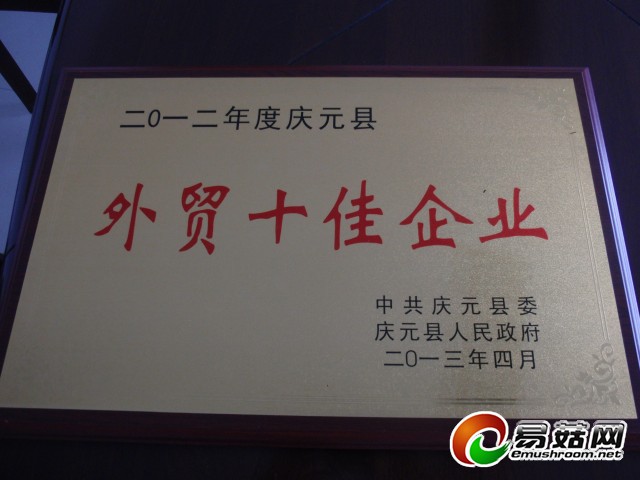 二0一二年度庆元县
外贸十佳企业
中共庆元县委
庆元县人民政府
二0一三年四月
易菇网
emushroom.net